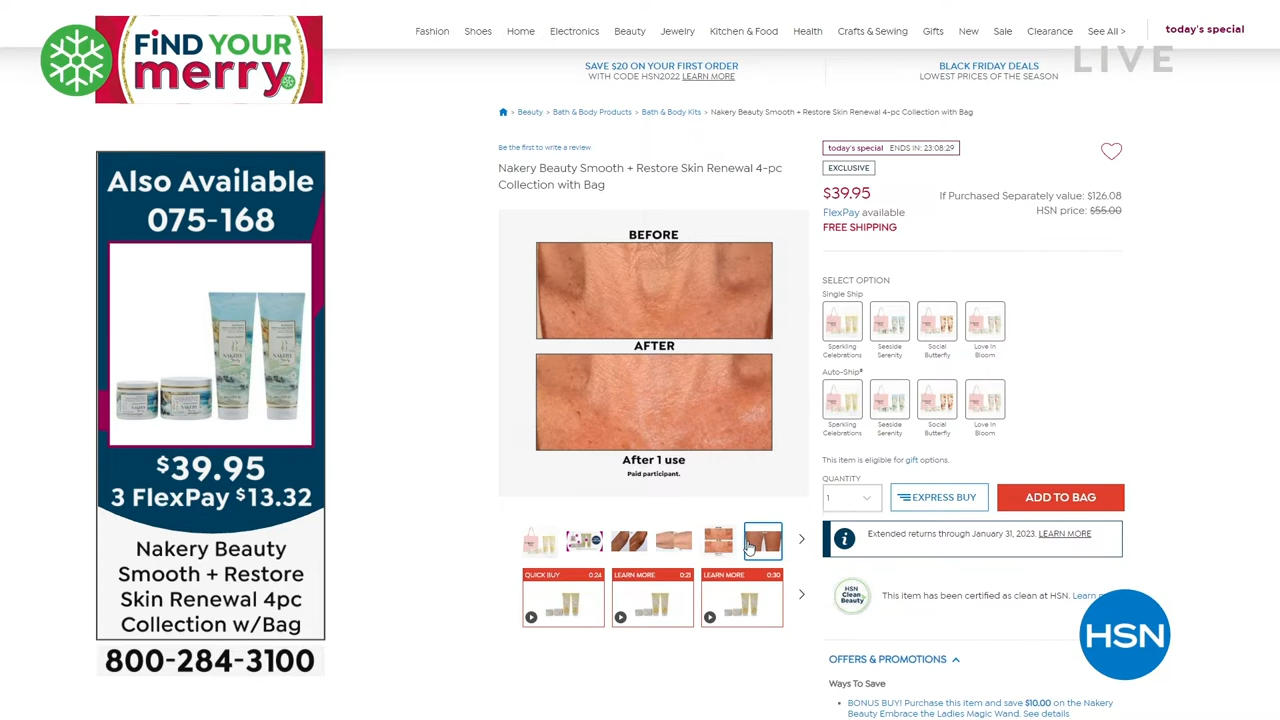 FiND YOUR
merry
Fashion
Shoes
Home
Electronics
Beauty
Jewelry
Kitchen & Food
Health
Crafts & Sewing
Gifts
New
Sale
Clearance
See All >
today's special
LIVE
SAVE $20 ON YOUR FIRST ORDER
WITH CODE HSN2022 LEARN MORE
BLACK FRIDAY DEALS
LOWEST PRICES OF THE SEASON
> Beauty > Bath & Body Products > Bath & Body Kits > Nakery Beauty Smooth + Restore Skin Renewal 4-pc Collection with Bag
Also Available
075-168
NAKERY
$39.95
3 FlexPay $13.32
Nakery Beauty
Smooth + Restore
Skin Renewal 4pc
Collection w/Bag
800-284-3100
Be the first to write a review
Nakery Beauty Smooth + Restore Skin Renewal 4-pc
Collection with Bag
BEFORE
AFTER
After 1 use
Paid participant.
QUICK BUY 0:24
LEARN MORE 0:21
LEARN MORE 0:30
today's special ENDS IN: 23:08:29
EXCLUSIVE
$39.95
If Purchased Separately value: $126.08
FlexPay available
HSN price: $55.00
FREE SHIPPING
SELECT OPTION
Single Ship
Sparkling
Celebrations
Seaside
Serenity
Social
Butterfly
Love In
Bloom
Auto-Ship®
Sparkling
Celebrations
Seaside
Serenity
Social
Butterfly
Love In
Bloom
This item is eligible for gift options.
QUANTITY
1
EXPRESS BUY
ADD TO BAG
Extended returns through January 31, 2023. LEARN MORE
HSN
Clean
Beauty
This item has been certified as clean at HSN. Learn
HSN
OFFERS & PROMOTIONS
Ways To Save
• BONUS BUY! Purchase this item and save $10.00 on the Nakery
Beauty Embrace the Ladies Magic Wand. See details